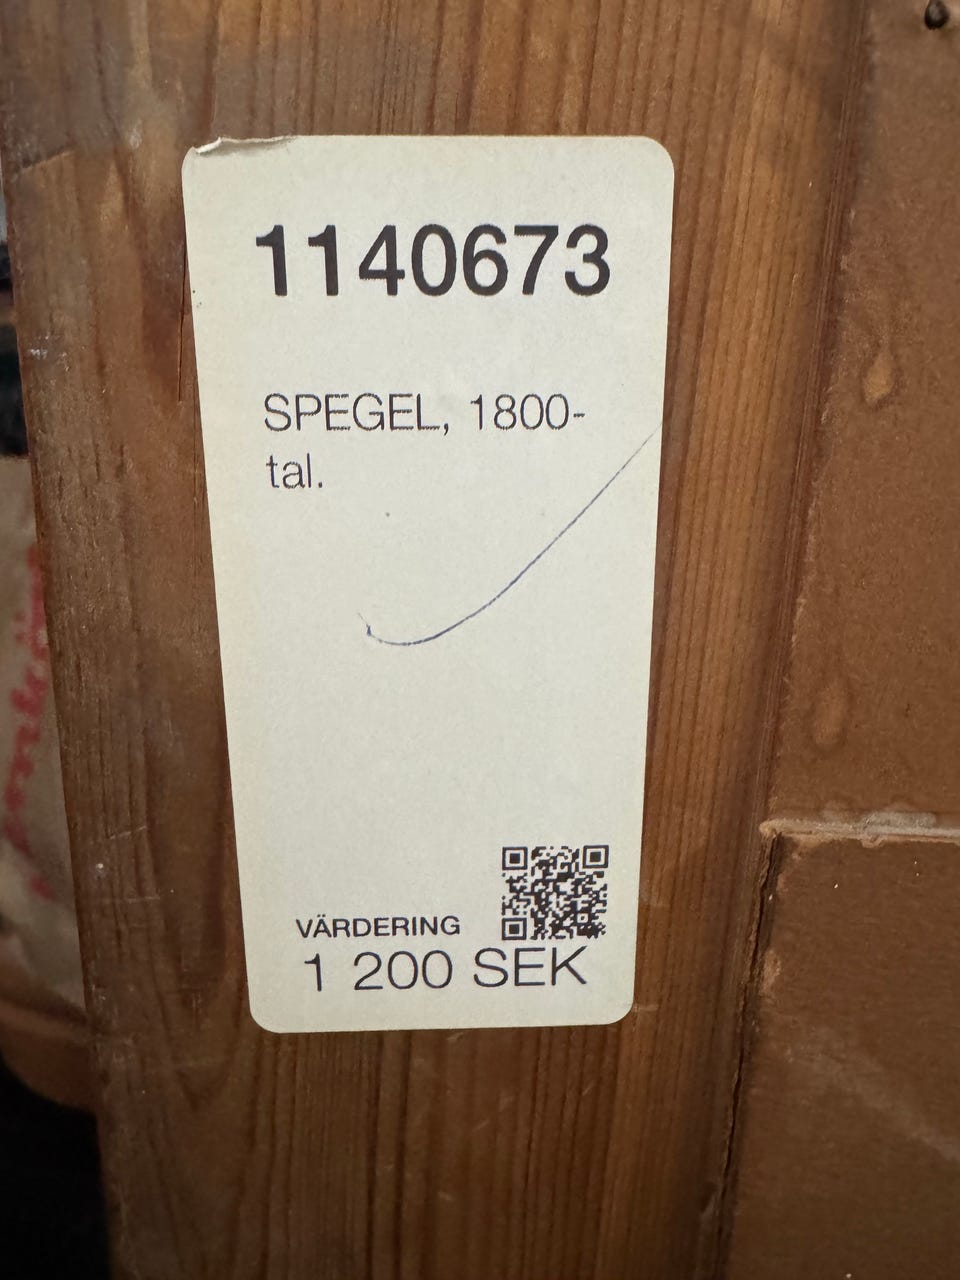 1140673
SPEGEL, 1800-
tal.
VÄRDERING
1 200 SEK